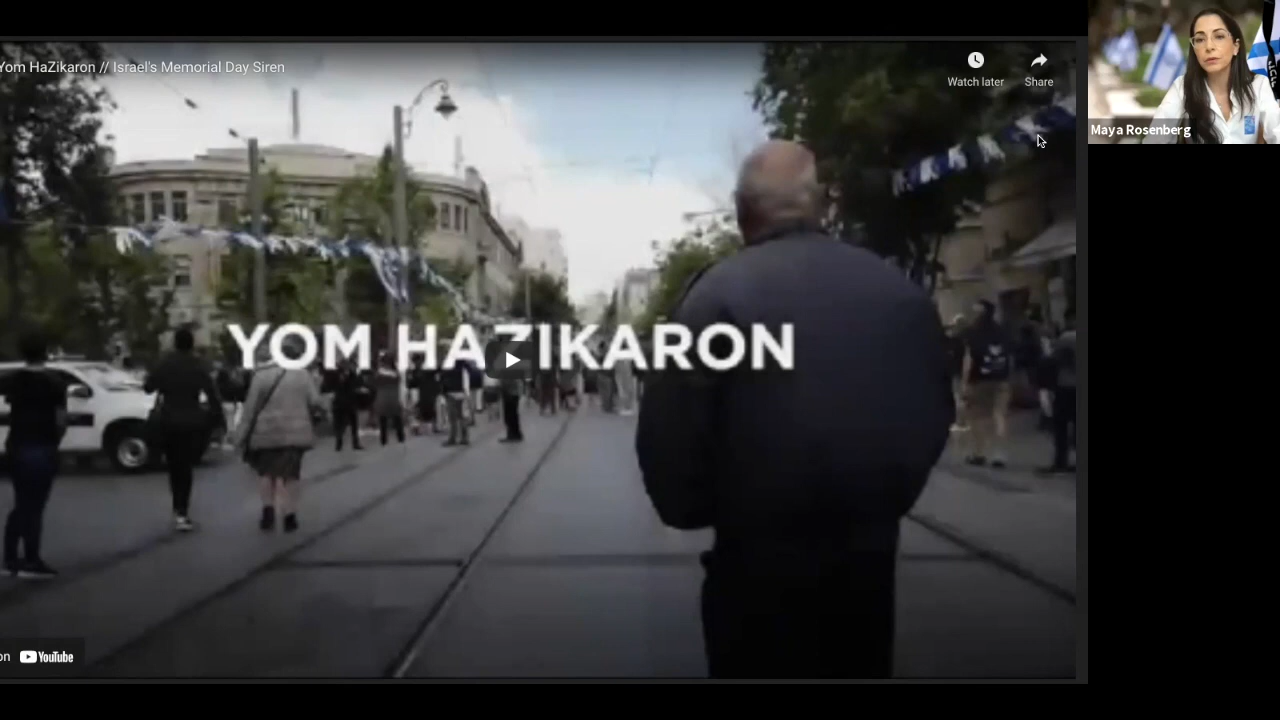 Yom HaZikaron // Israel's Memorial Day Siren
Watch later
Share
Maya Rosenberg
YOM HAZIKARON
on YouTube